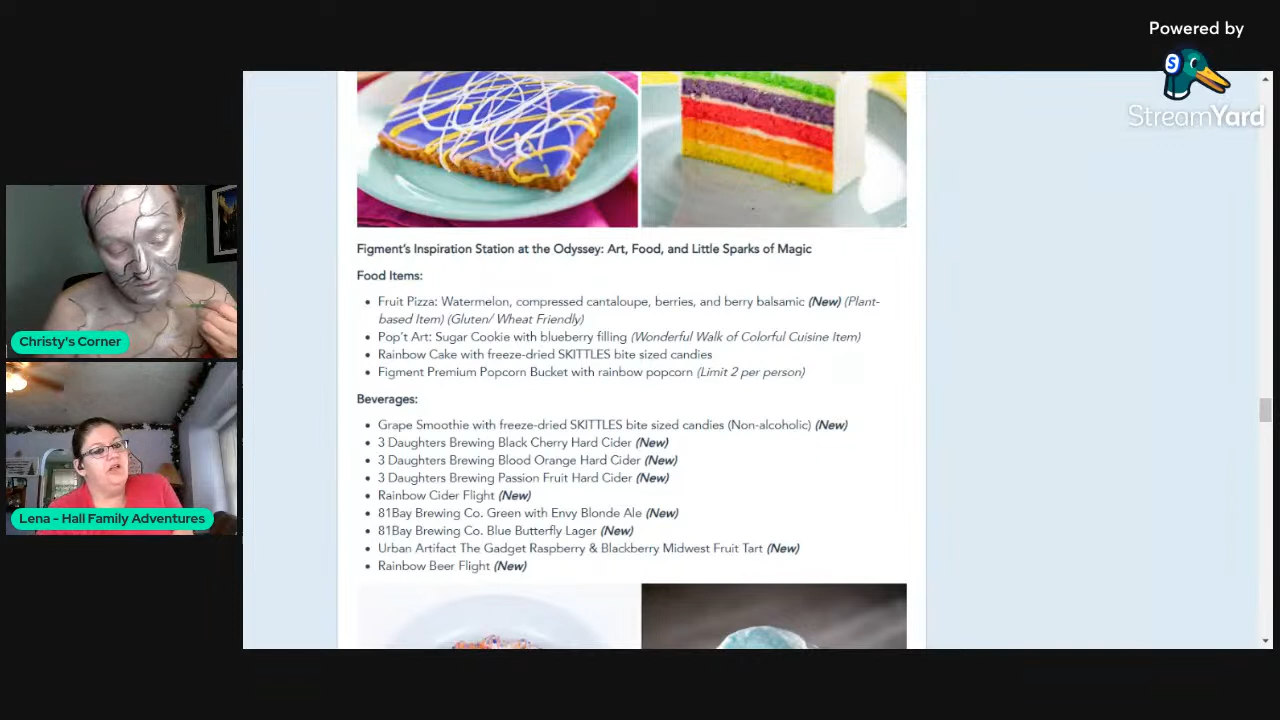 Powered by
StreamYard
Christy's Corner
Lena - Hall Family Adventures
Figment's Inspiration Station at the Odyssey: Art, Food, and Little Sparks of Magic
Food Items:
• Fruit Pizza: Watermelon, compressed cantaloupe, berries, and berry balsamic (New) (Plant-
based Item) (Gluten/ Wheat Friendly)
• Pop't Art: Sugar Cookie with blueberry filling (Wonderful Walk of Colorful Cuisine Item)
• Rainbow Cake with freeze-dried SKITTLES bite sized candies
• Figment Premium Popcorn Bucket with rainbow popcorn (Limit 2 per person)
Beverages:
• Grape Smoothie with freeze-dried SKITTLES bite sized candies (Non-alcoholic) (New)
• 3 Daughters Brewing Black Cherry Hard Cider (New)
• 3 Daughters Brewing Blood Orange Hard Cider (New)
• 3 Daughters Brewing Passion Fruit Hard Cider (New)
• Rainbow Cider Flight (New)
• 81Bay Brewing Co. Green with Envy Blonde Ale (New)
• 81Bay Brewing Co. Blue Butterfly Lager (New)
• Urban Artifact The Gadget Raspberry & Blackberry Midwest Fruit Tart (New)
• Rainbow Beer Flight (New)